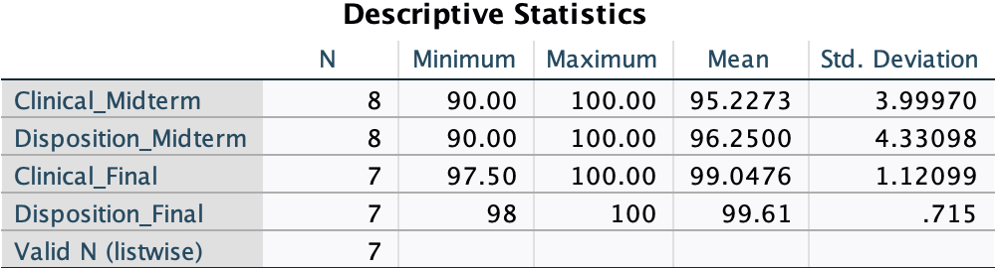 Descriptive Statistics
N Minimum Maximum Mean Std. Deviation
Clinical_Midterm 8 90.00 100.00 95.2273 3.99970
Disposition_Midterm 8 90.00 100.00 96.2500 4.33098
Clinical_Final 7 97.50 100.00 99.0476 1.12099
Disposition_Final 7 98 100 99.61 .715
Valid N (listwise) 7